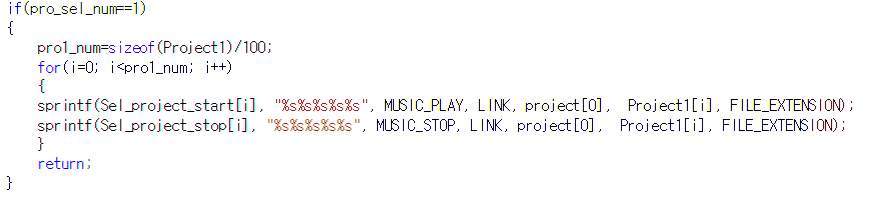 if(pro_sel_num==1)
{
pro1_num=sizeof(Project1)/100;
for(i=0; i<pro1_num; i++)
{
sprintf(Sel_project_start[i], "%s%s%s%s%s", MUSIC_PLAY, LINK, project[0],  Project1[i], FILE_EXTENSION);
sprintf(Sel_project_stop[i], "%s%s%s%s%s", MUSIC_STOP, LINK, project[0],  Project1[i], FILE_EXTENSION);
}
return;
}